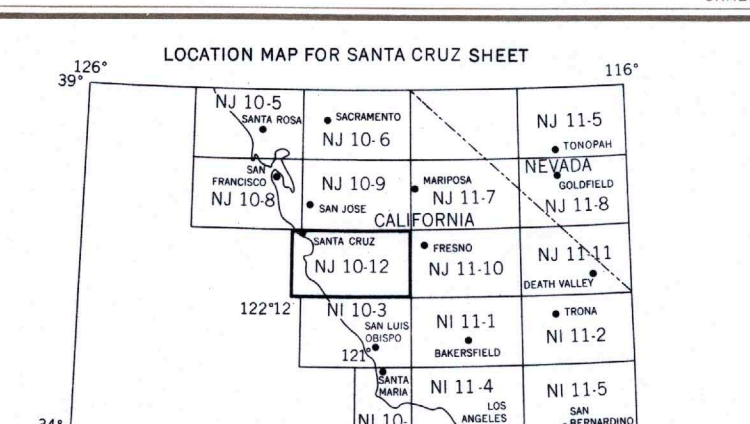 LOCATION MAP FOR SANTA CRUZ SHEET
126°
116°
39°
NJ 10-5
SANTA ROSA
SACRAMENTO
NJ 10-6
NJ 11-5
TONOPAH
NEVADA
GOLDFIELD
NJ 11-8
SAN
FRANCISCO
NJ 10-8
NJ 10-9
SAN JOSE
MARIPOSA
NJ 11-7
CALIFORNIA
SANTA CRUZ
NJ 10-12
FRESNO
NJ 11-10
NJ 11-11
DEATH VALLEY
122°12'
NI 10-3
SAN LUIS
OBISPO
121°
NI 11-1
BAKERSFIELD
TRONA
NI 11-2
SANTA
MARIA
NI 11-4
LOS
ANGELES
NI 11-5
SAN
BERNARDINO
NI 10-
34°